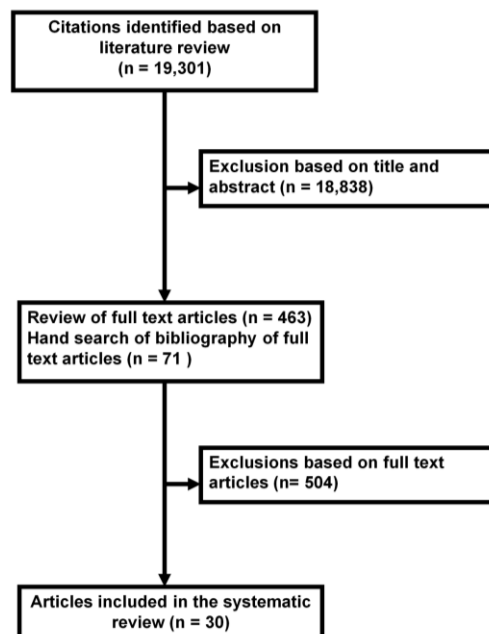 Citations identified based on
literature review
(n = 19,301)
Exclusion based on title and
abstract (n = 18,838)
Review of full text articles (n = 463)
Hand search of bibliography of full
text articles (n = 71 )
Exclusions based on full text
articles (n= 504)
Articles included in the systematic
review (n = 30)